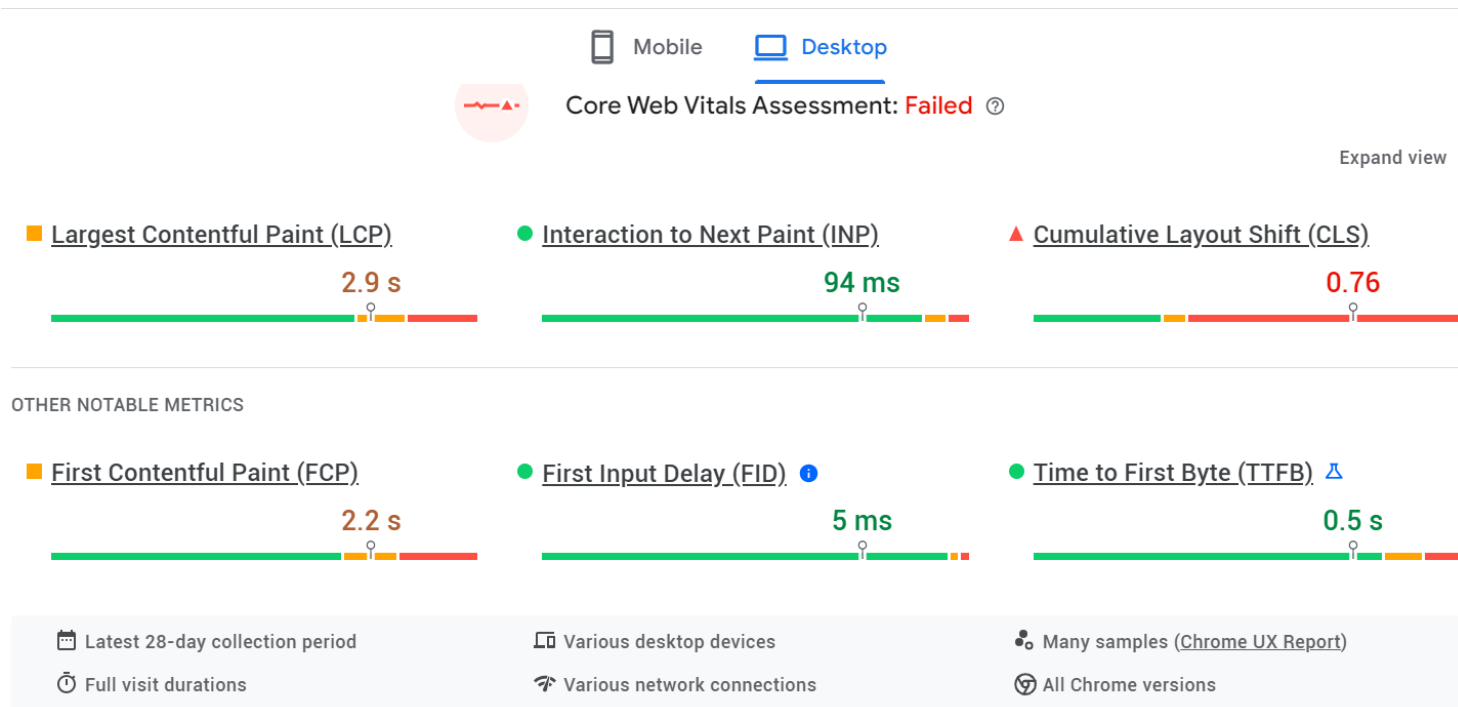 Mobile Desktop
Core Web Vitals Assessment: Failed
Expand view
Largest Contentful Paint (LCP) Interaction to Next Paint (INP) Cumulative Layout Shift (CLS)
2.9 s 94 ms 0.76
OTHER NOTABLE METRICS
First Contentful Paint (FCP) First Input Delay (FID) Time to First Byte (TTFB)
2.2 s 5 ms 0.5 s
Latest 28-day collection period Various desktop devices Many samples (Chrome UX Report)
Full visit durations Various network connections All Chrome versions